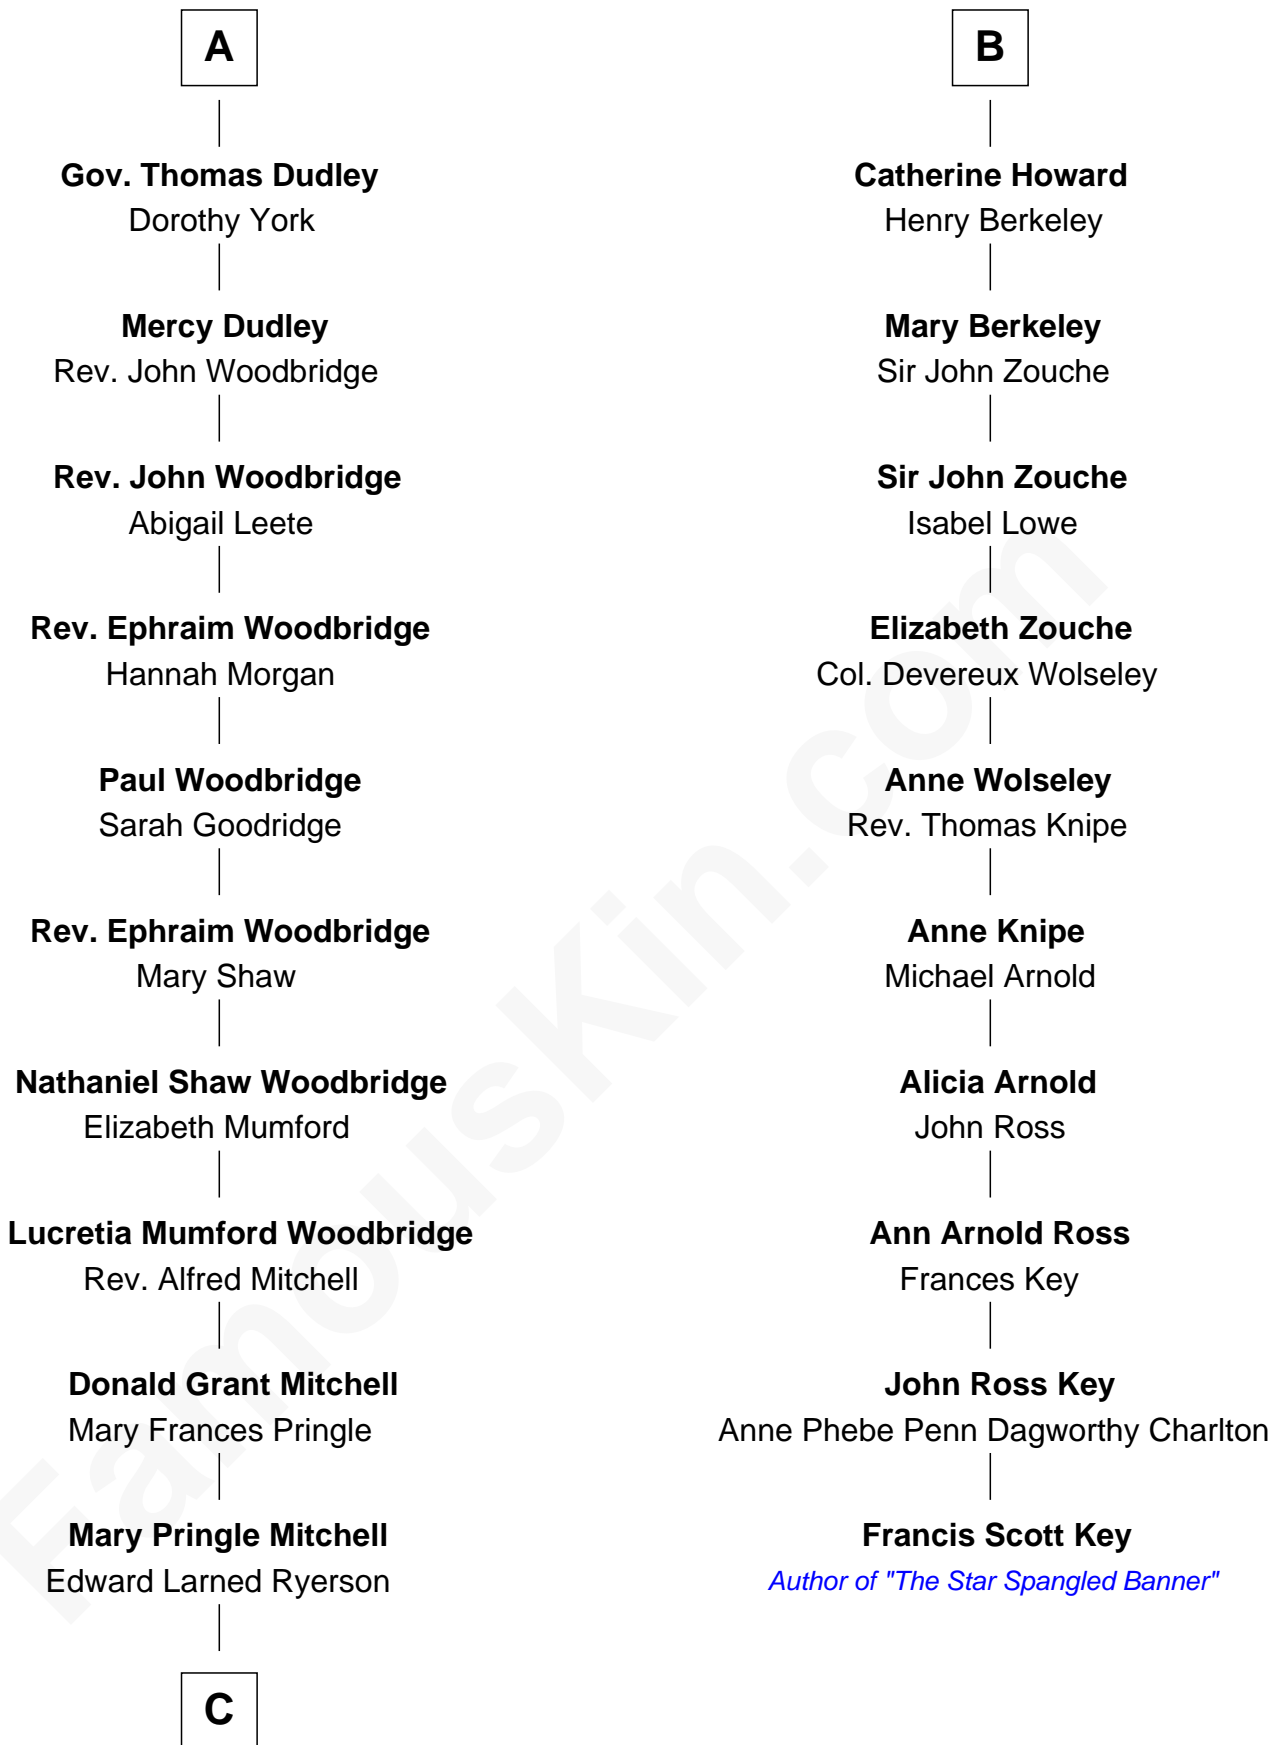 A
Gov. Thomas Dudley
Dorothy York
Mercy Dudley
Rev. John Woodbridge
Rev. John Woodbridge
Abigail Leete
Rev. Ephraim Woodbridge
Hannah Morgan
Paul Woodbridge
Sarah Goodridge
Rev. Ephraim Woodbridge
Mary Shaw
Nathaniel Shaw Woodbridge
Elizabeth Mumford
Lucretia Mumford Woodbridge
Rev. Alfred Mitchell
Donald Grant Mitchell
Mary Frances Pringle
Mary Pringle Mitchell
Edward Larned Ryerson
C
B
Catherine Howard
Henry Berkeley
Mary Berkeley
Sir John Zouche
Sir John Zouche
Isabel Lowe
Elizabeth Zouche
Col. Devereux Wolseley
Anne Wolseley
Rev. Thomas Knipe
Anne Knipe
Michael Arnold
Alicia Arnold
John Ross
Ann Arnold Ross
Frances Key
John Ross Key
Anne Phebe Penn Dagworthy Charlton
Francis Scott Key
Author of "The Star Spangled Banner"
FamousKin.com